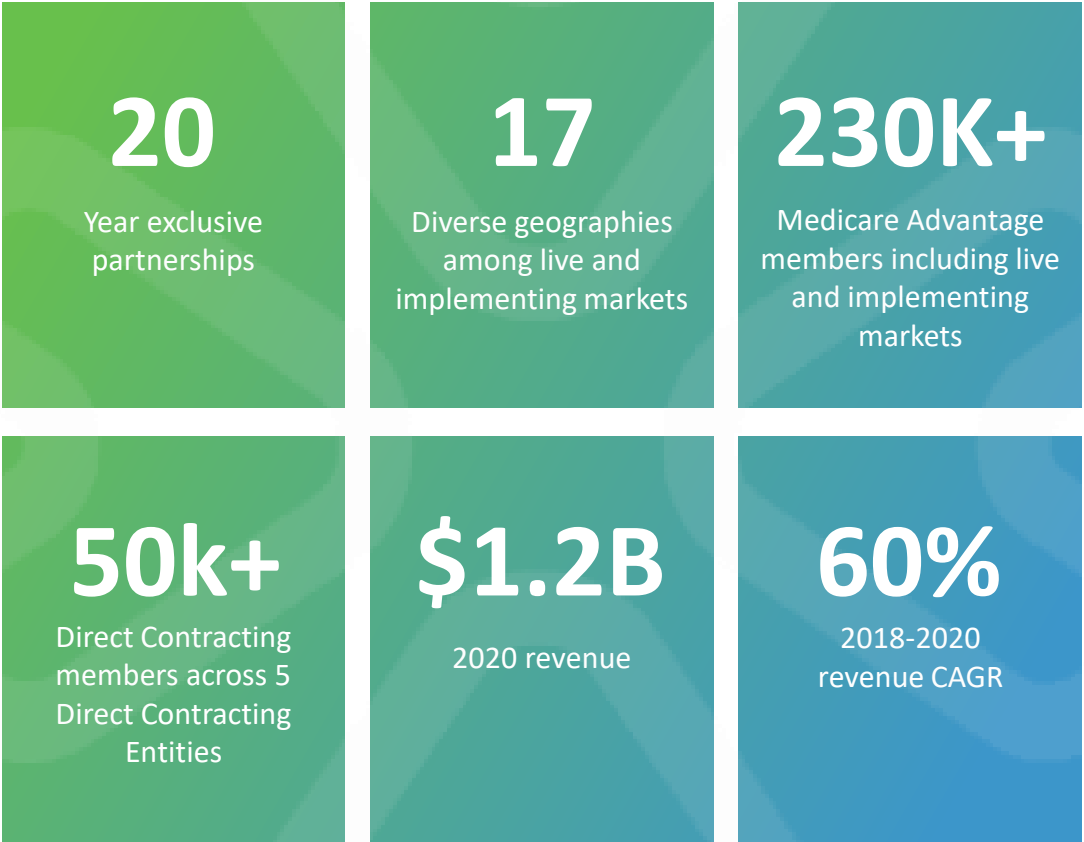 20
Year exclusive
partnerships
17
Diverse geographies
among live and
implementing markets
230K+
Medicare Advantage
members including live
and implementing
markets
50k+
Direct Contracting
members across 5
Direct Contracting
Entities
$1.2B
2020 revenue
60%
2018-2020
revenue CAGR